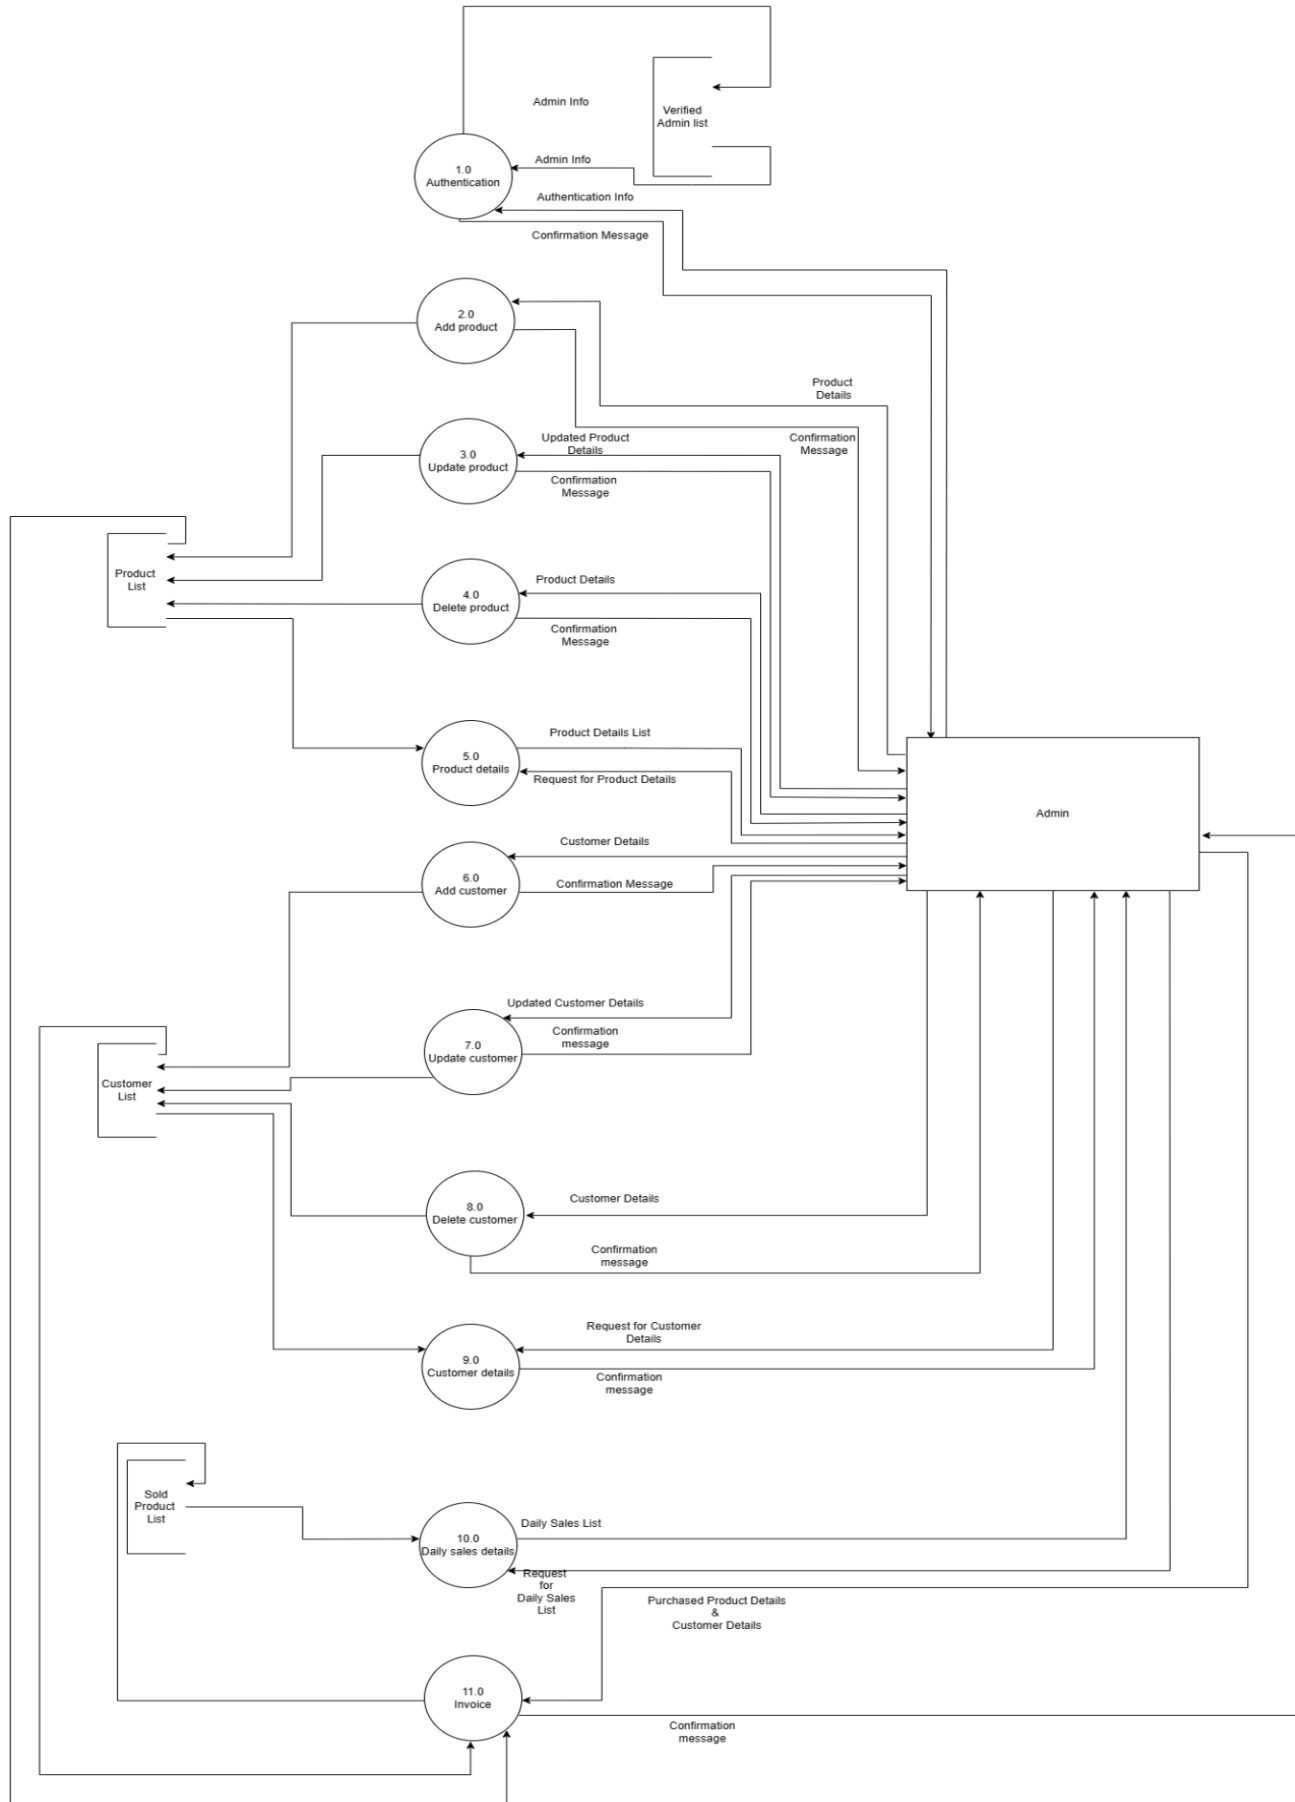 Admin Info
Verified
Admin list
Admin Info
1.0
Authentication
Authentication Info
Confirmation Message
2.0
Add product
Product
Details
Updated Product
Details
Confirmation
Message
3.0
Update product
Confirmation
Message
Product
List
Product Details
4.0
Delete product
Confirmation
Message
Product Details List
5.0
Product details
Request for Product Details
Admin
Customer Details
6.0
Add customer
Confirmation Message
Updated Customer Details
7.0
Update customer
Confirmation
message
Customer
List
Customer Details
8.0
Delete customer
Confirmation
message
Request for Customer
Details
9.0
Customer details
Confirmation
message
Sold
Product
List
Daily Sales List
10.0
Daily sales details
Request
for
Daily Sales
List
Purchased Product Details
&
Customer Details
11.0
Invoice
Confirmation
message